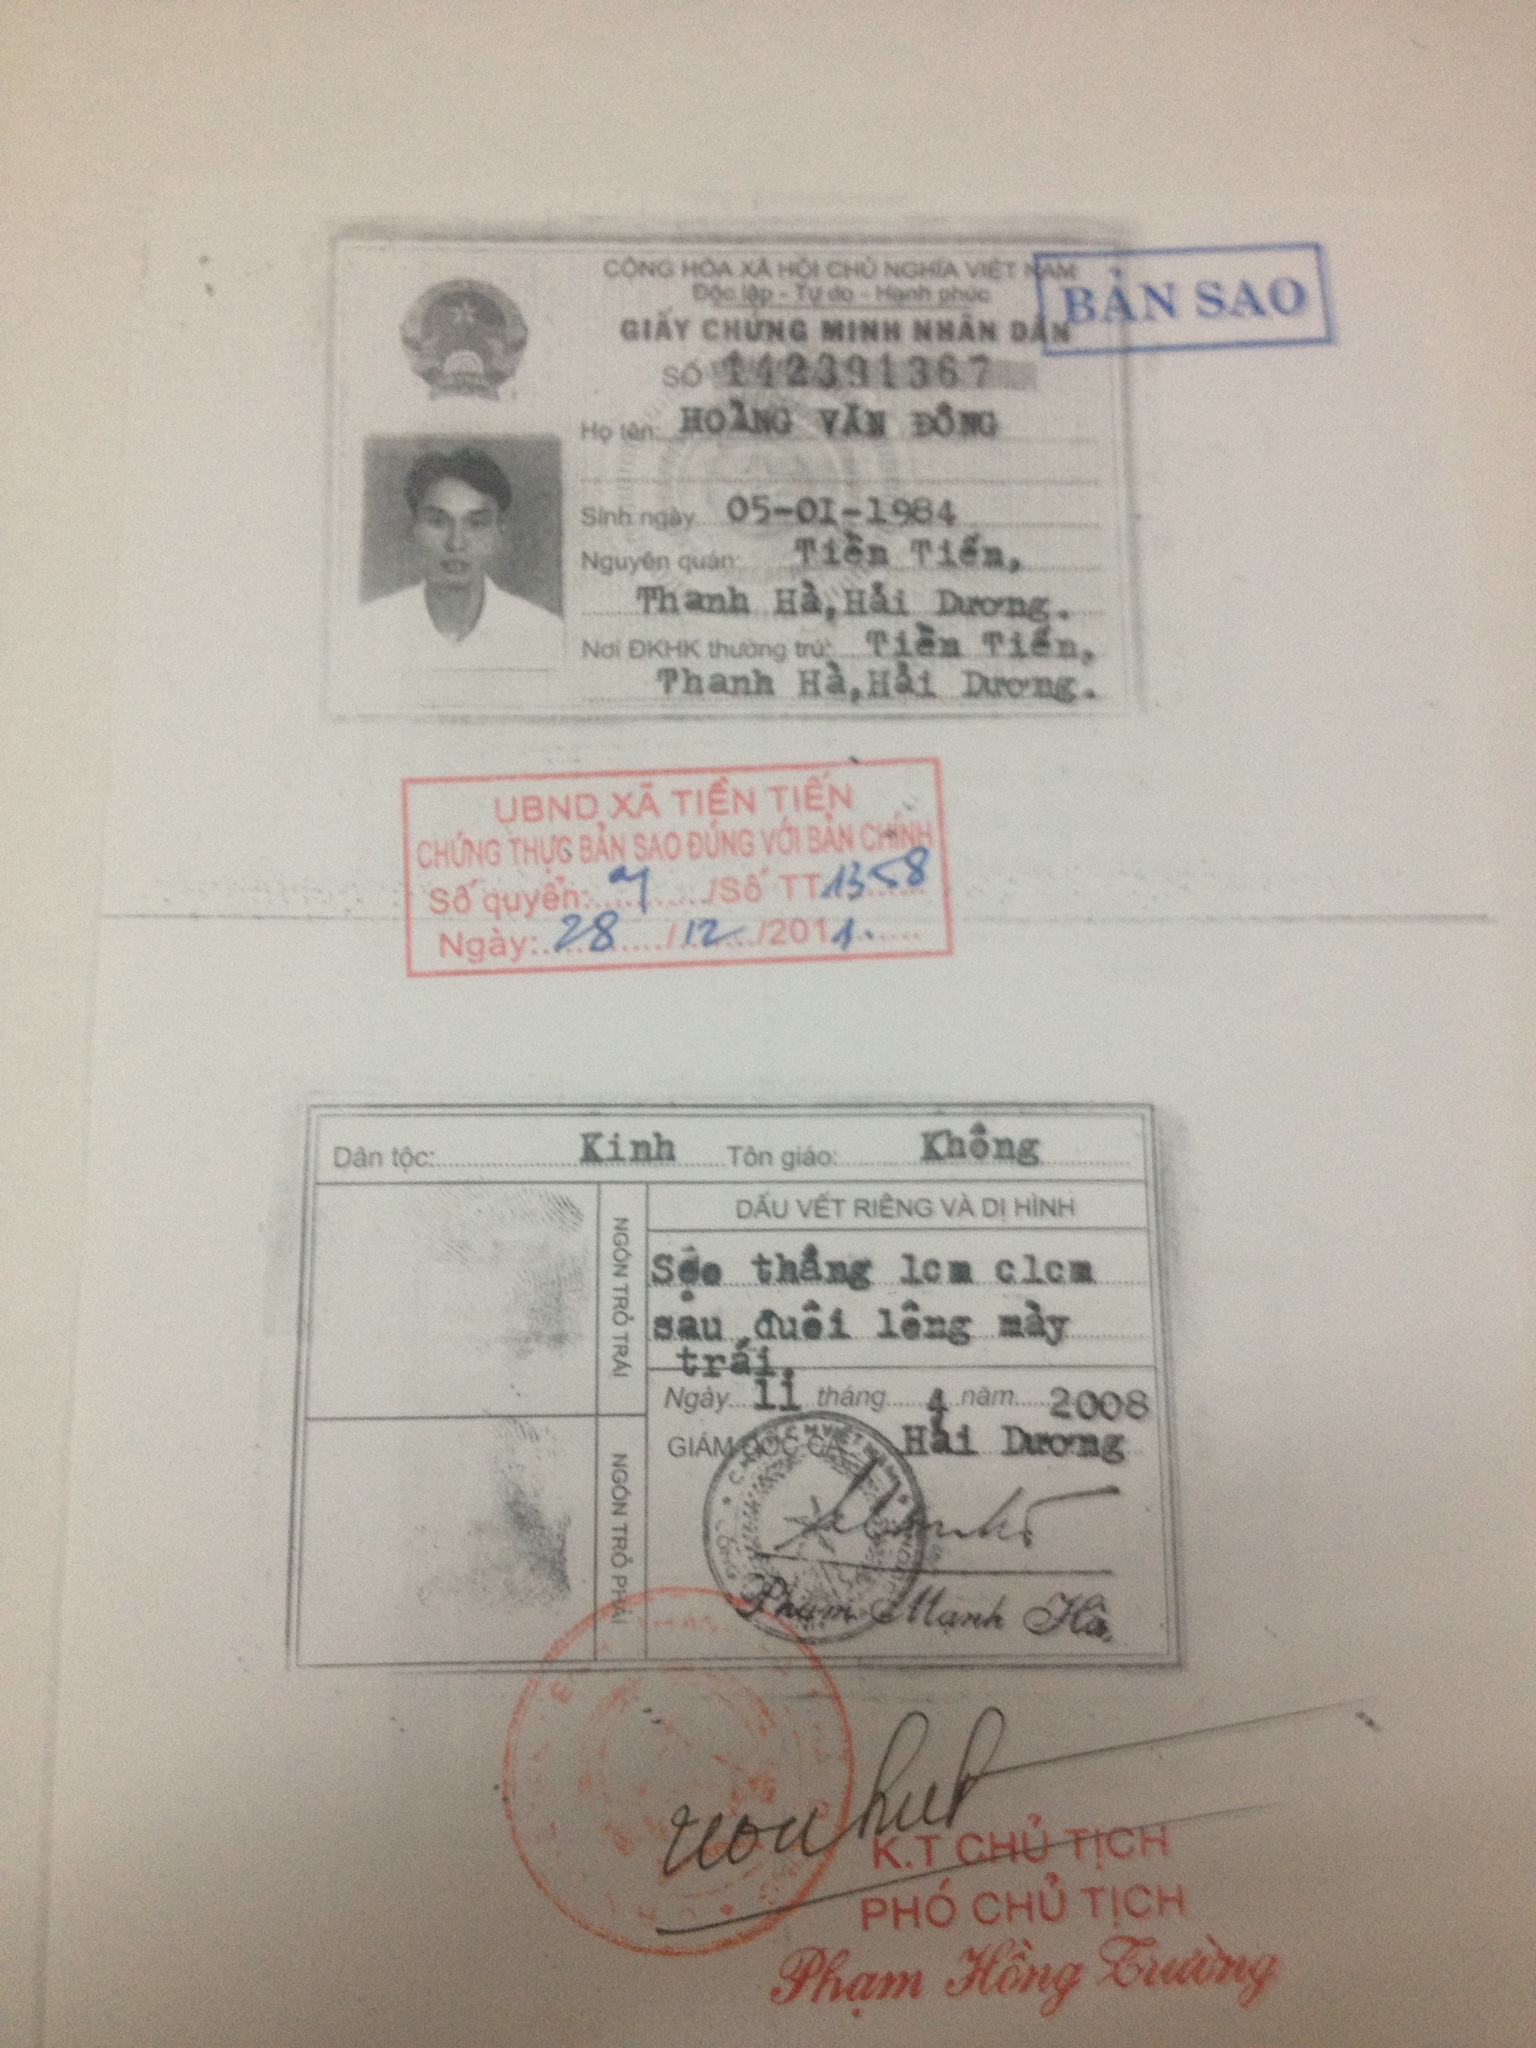 CỘNG HÒA XÃ HỘI CHỦ NGHĨA VIỆT NAM
Độc lập - Tự do - Hạnh phúc
BẢN SAO
GIẤY CHỨNG MINH NHÂN DÂN
SỐ 142391367
Họ tên: HOÀNG VĂN ĐÔNG
Sinh ngày 05-01-1984
Nguyên quán: Tiền Tiến,
Thanh Hà, Hải Dương.
Nơi ĐKHK thường trú: Tiền Tiến,
Thanh Hà, Hải Dương.
UBND XÃ TIỀN TIẾN
CHỨNG THỰC BẢN SAO ĐÚNG VỚI BẢN CHÍNH
Số quyển: /Số TT 1358
Ngày: 28/12/2011.
Dân tộc: Kinh Tôn giáo: Không
NGÓN TRỎ TRÁI
DẤU VẾT RIÊNG VÀ DỊ HÌNH
Sẹo thẳng 1cm c1cm
sau đuôi lông mày
trái.
Ngày 11 tháng 4 năm 2008
GIÁM ĐỐC CA Hải Dương
NGÓN TRỎ PHẢI
Phạm Mạnh Hà
K.T CHỦ TỊCH
PHÓ CHỦ TỊCH
Phạm Hồng Trường